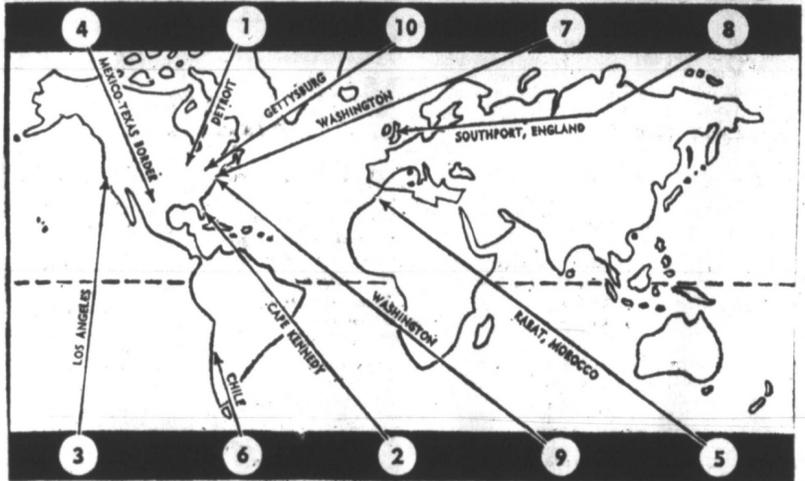 4
1
10
7
8
MEXICO-TEXAS BORDER
DETROIT
GETTYSBURG
WASHINGTON
SOUTHPORT, ENGLAND
LOS ANGELES
CHILE
CAPE KENNEDY
WASHINGTON
RABAT, MOROCCO
3
6
2
9
5